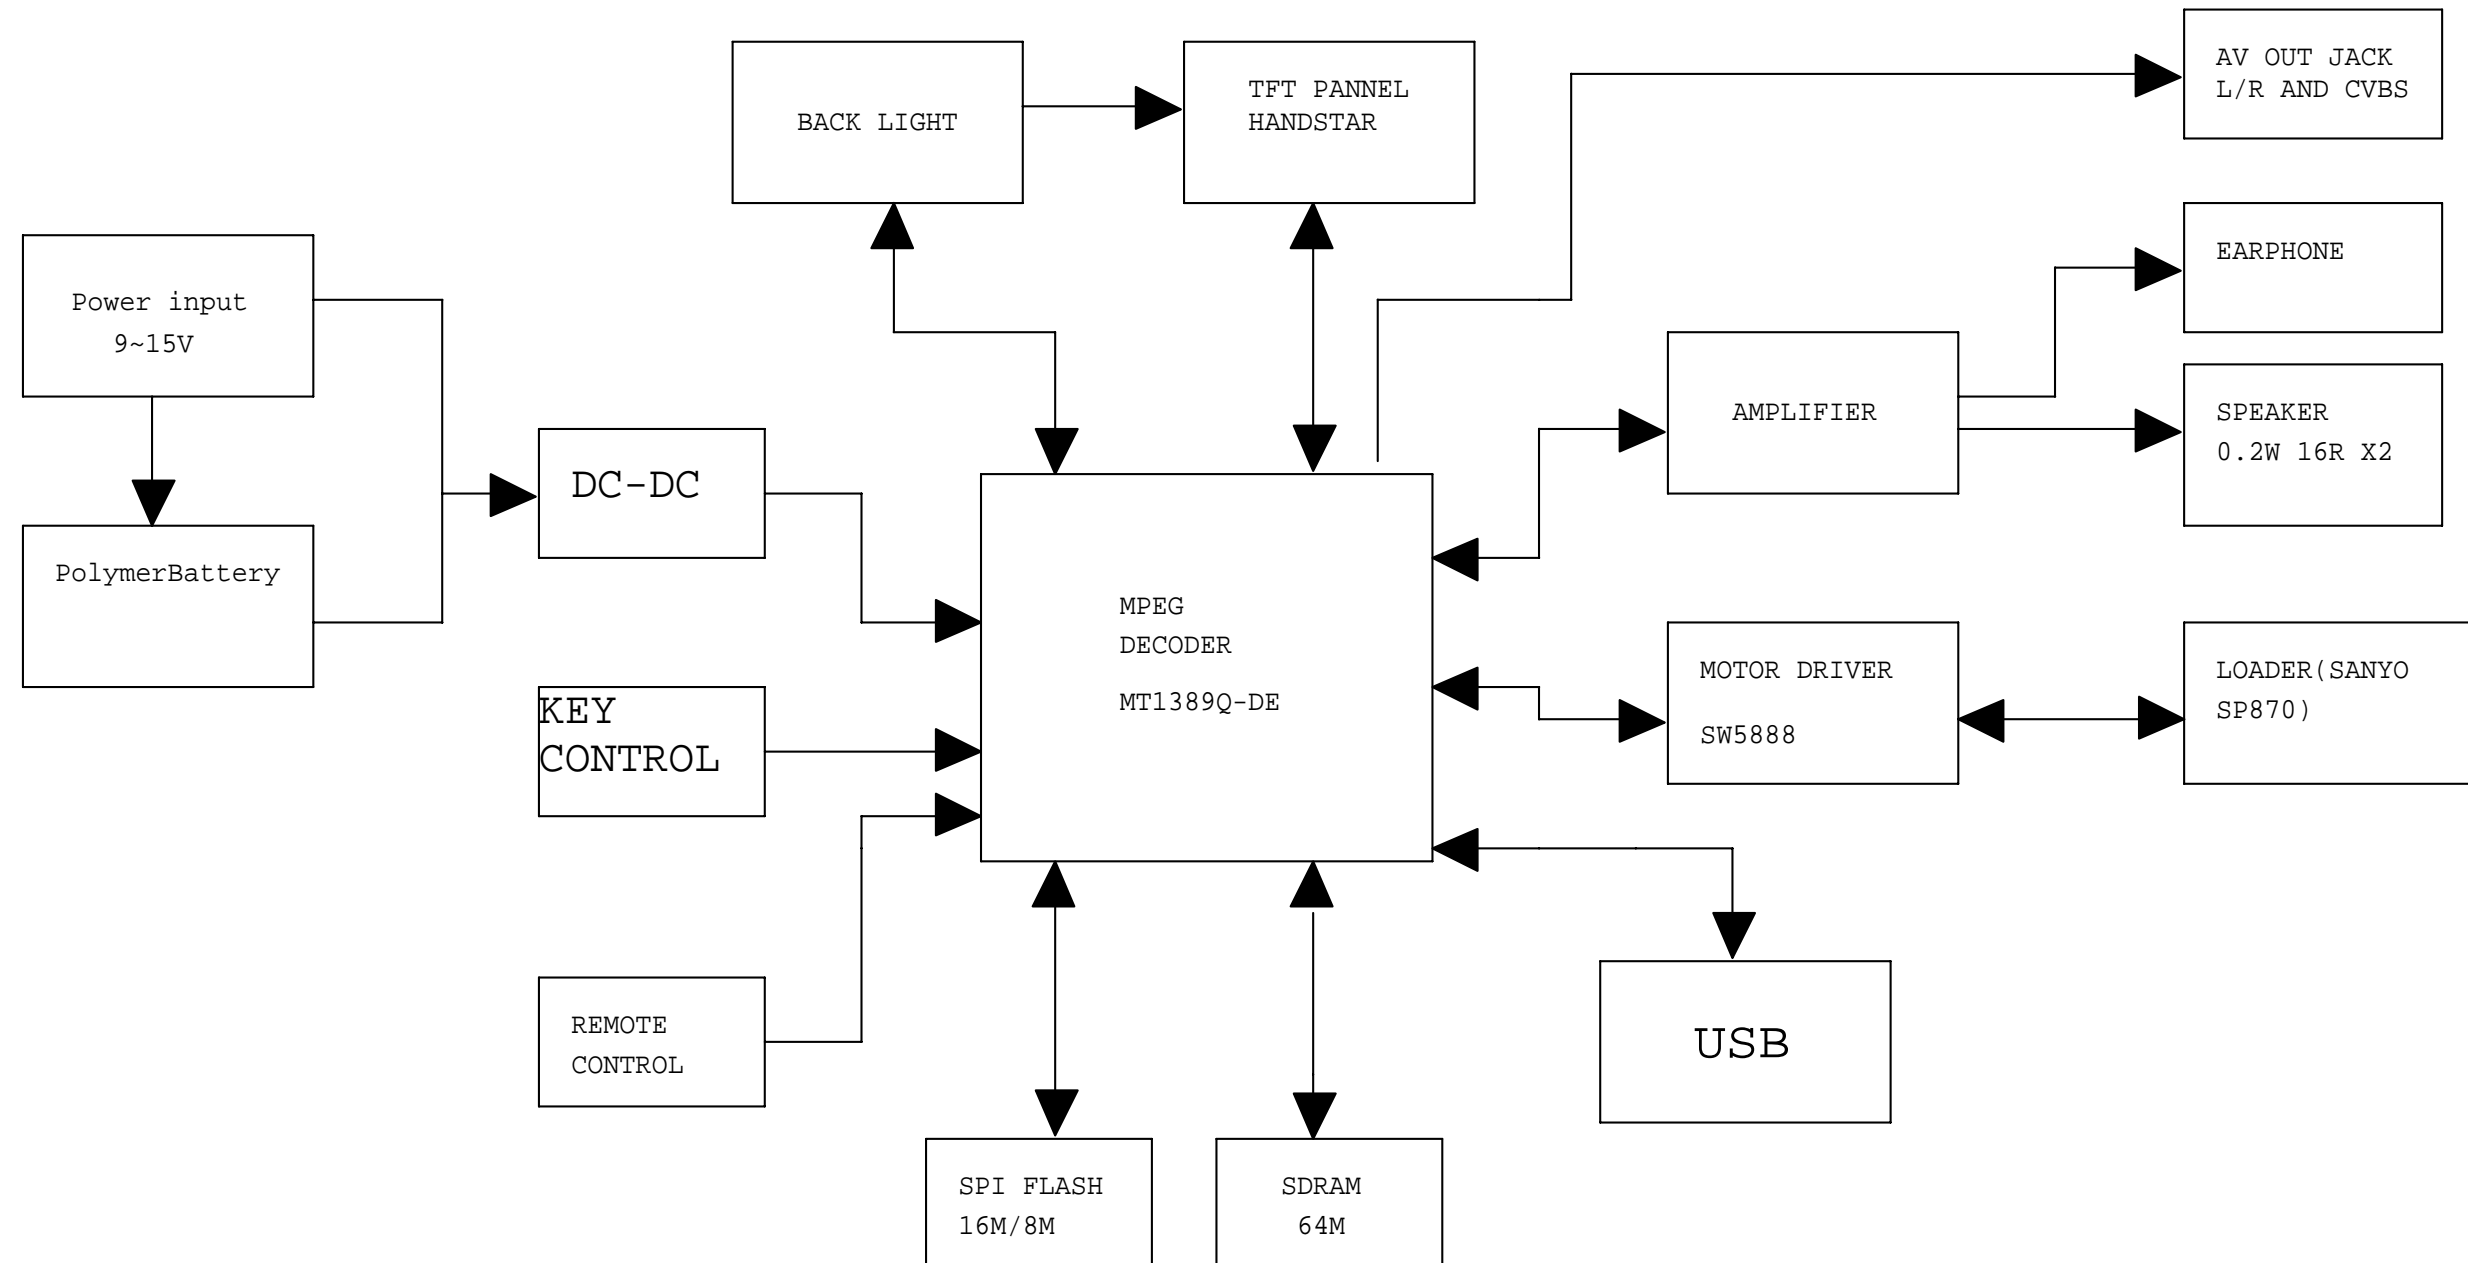 AV OUT JACK
L/R AND CVBS
TFT PANNEL
HANDSTAR
BACK LIGHT
EARPHONE
Power input
9~15V
AMPLIFIER
SPEAKER
0.2W 16R X2
DC-DC
PolymerBattery
MPEG
DECODER
MT1389Q-DE
MOTOR DRIVER
SW5888
LOADER(SANYO
SP870)
KEY
CONTROL
REMOTE
CONTROL
USB
SPI FLASH
16M/8M
SDRAM
64M